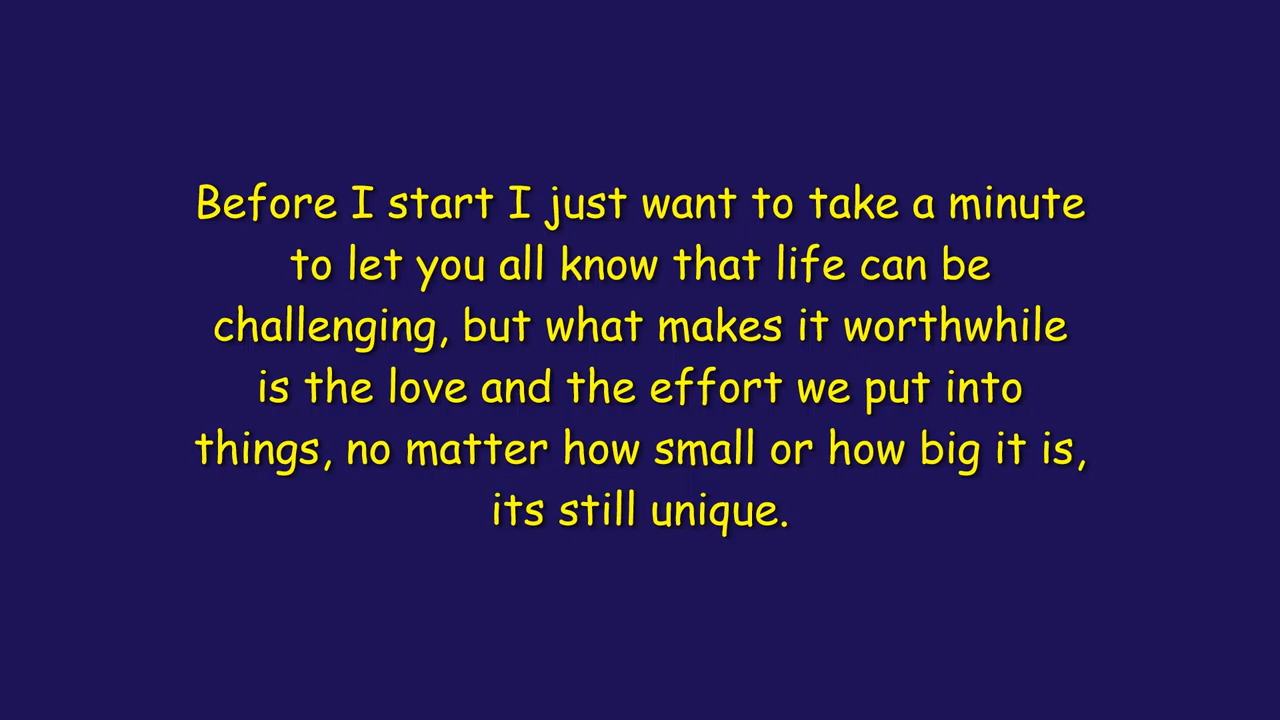 Before I start I just want to take a minute
to let you all know that life can be
challenging, but what makes it worthwhile
is the love and the effort we put into
things, no matter how small or how big it is,
its still unique.